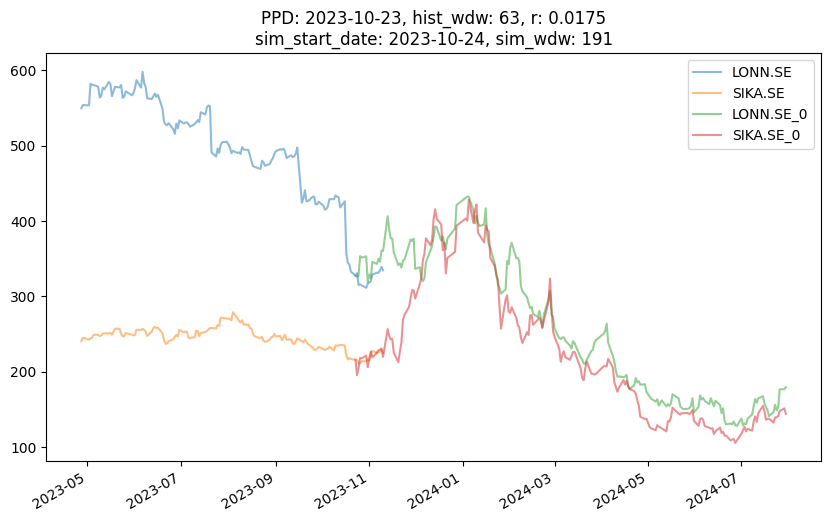 PPD: 2023-10-23, hist_wdw: 63, r: 0.0175
sim_start_date: 2023-10-24, sim_wdw: 191
LONN.SE
SIKA.SE
LONN.SE_0
SIKA.SE_0
600
500
400
300
200
100
2023-05
2023-07
2023-09
2023-11
2024-01
2024-03
2024-05
2024-07